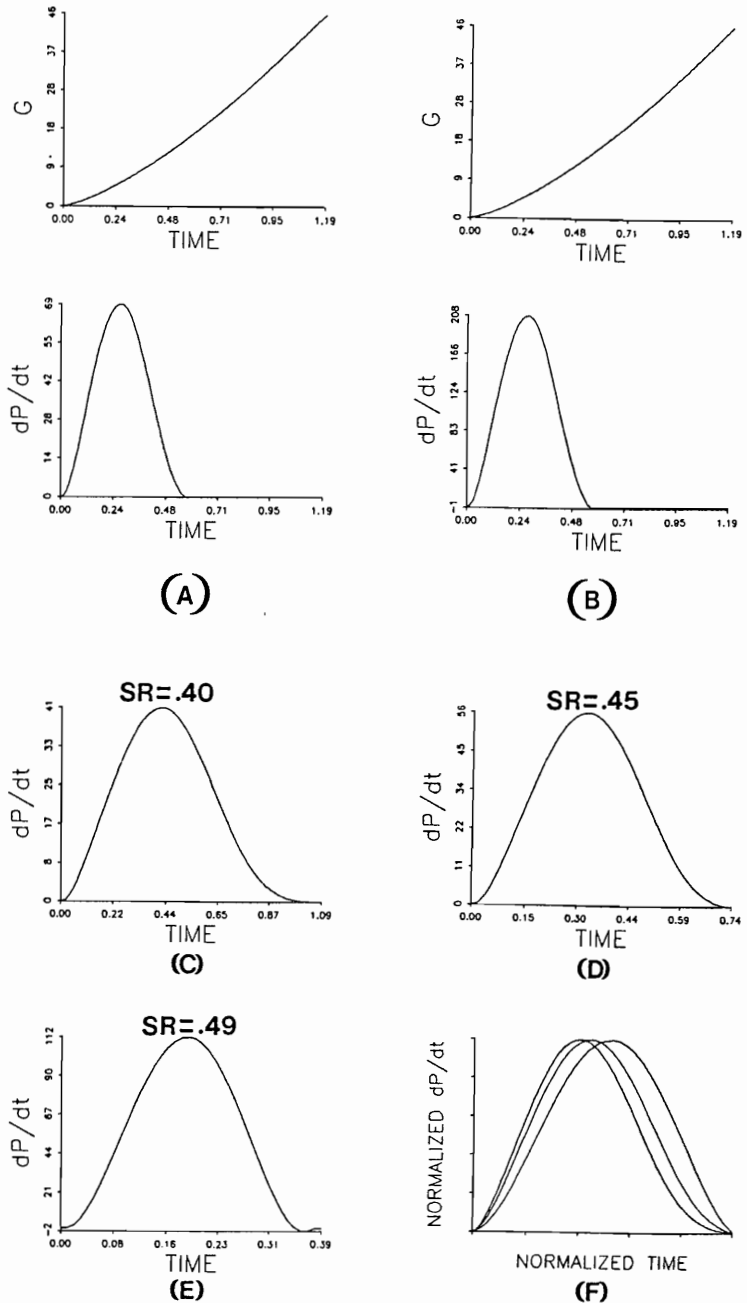 46
37
28
18
9
0
G
0.00 0.24 0.48 0.71 0.95 1.19
TIME
46
37
28
18
9
0
G
0.00 0.24 0.48 0.71 0.95 1.19
TIME
69
55
42
28
14
0
dP/dt
0.00 0.24 0.48 0.71 0.95 1.19
TIME
(A)
208
166
124
83
41
-1
dP/dt
0.00 0.24 0.48 0.71 0.95 1.19
TIME
(B)
SR=.40
41
33
25
17
8
0
dP/dt
0.00 0.22 0.44 0.65 0.87 1.09
TIME
(C)
SR=.45
56
45
34
22
11
0
dP/dt
0.00 0.15 0.30 0.44 0.59 0.74
TIME
(D)
SR=.49
112
90
67
44
21
-2
dP/dt
0.00 0.08 0.16 0.23 0.31 0.39
TIME
(E)
NORMALIZED dP/dt
NORMALIZED TIME
(F)